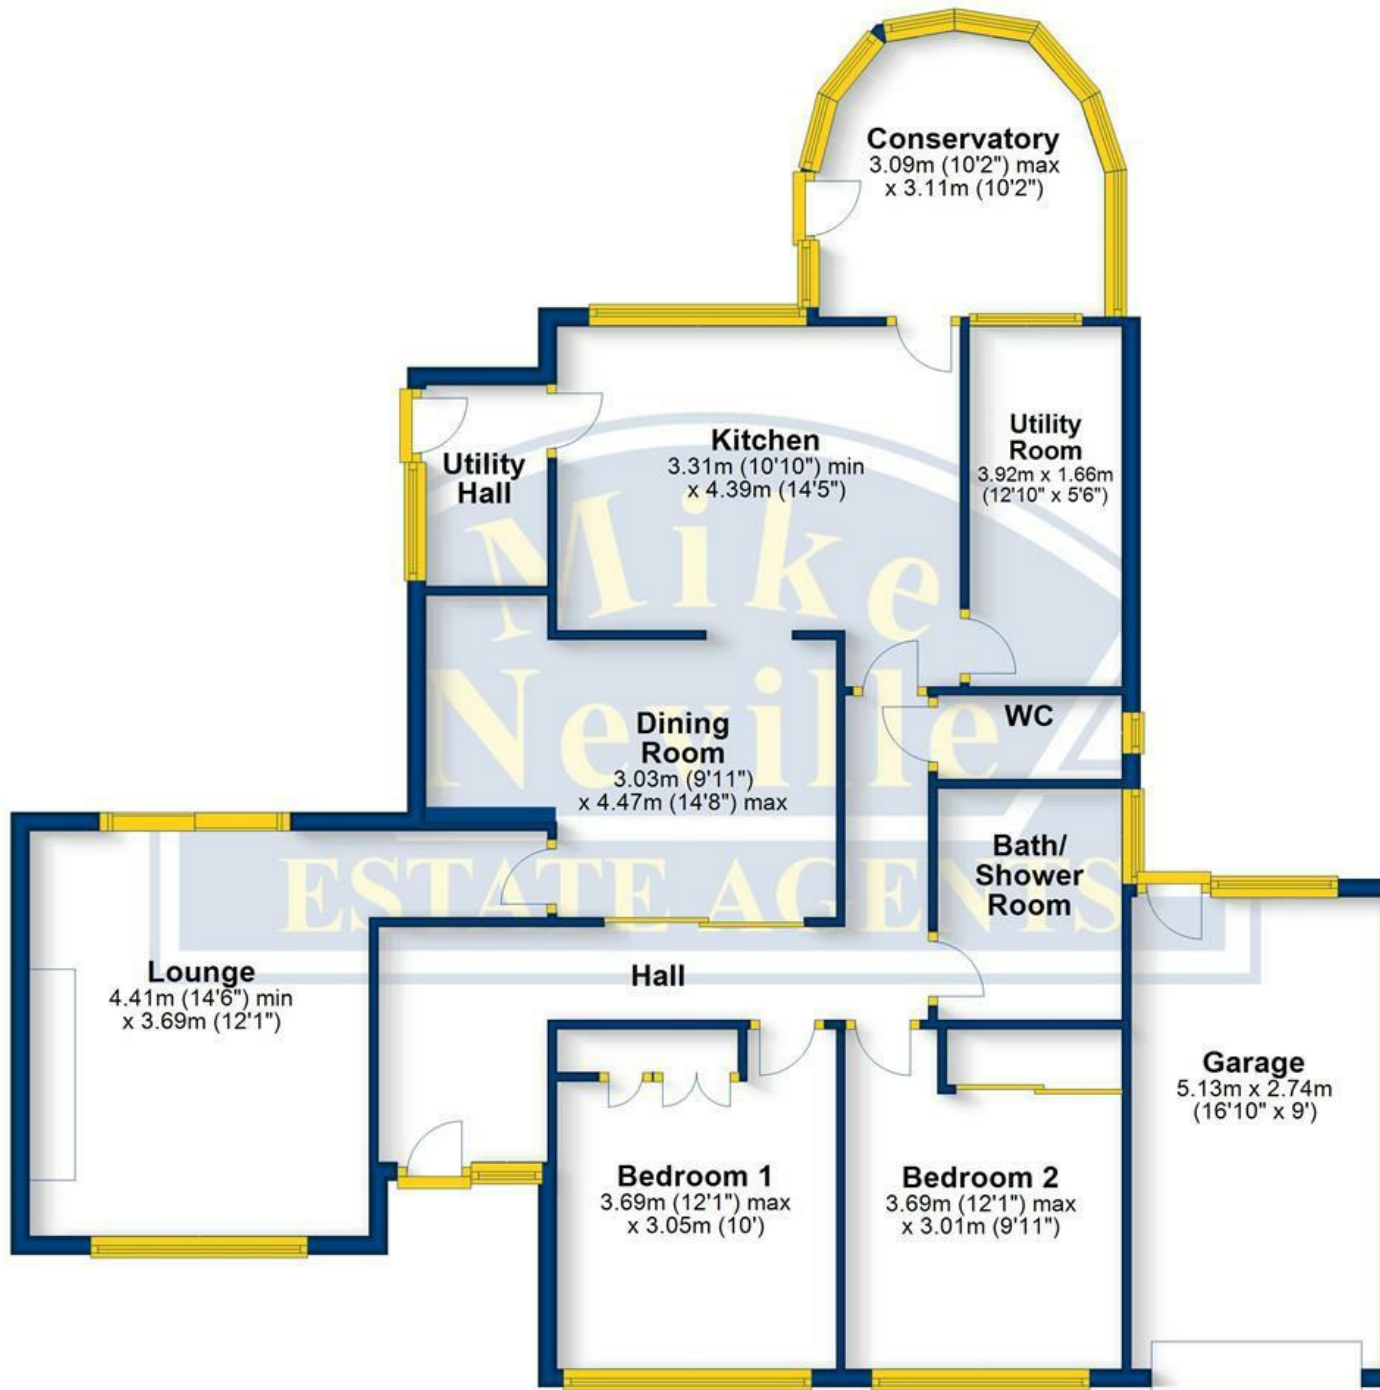 Conservatory
3.09m (10'2") max
x 3.11m (10'2")
Kitchen
3.31m (10'10") min
x 4.39m (14'5")
Utility
Room
3.92m x 1.66m
(12'10" x 5'6")
Utility
Hall
Mike
Neville
ESTATE AGENTS
Dining
Room
3.03m (9'11")
x 4.47m (14'8") max
WC
Bath/
Shower
Room
Lounge
4.41m (14'6") min
x 3.69m (12'1")
Hall
Garage
5.13m x 2.74m
(16'10" x 9')
Bedroom 1
3.69m (12'1") max
x 3.05m (10')
Bedroom 2
3.69m (12'1") max
x 3.01m (9'11")